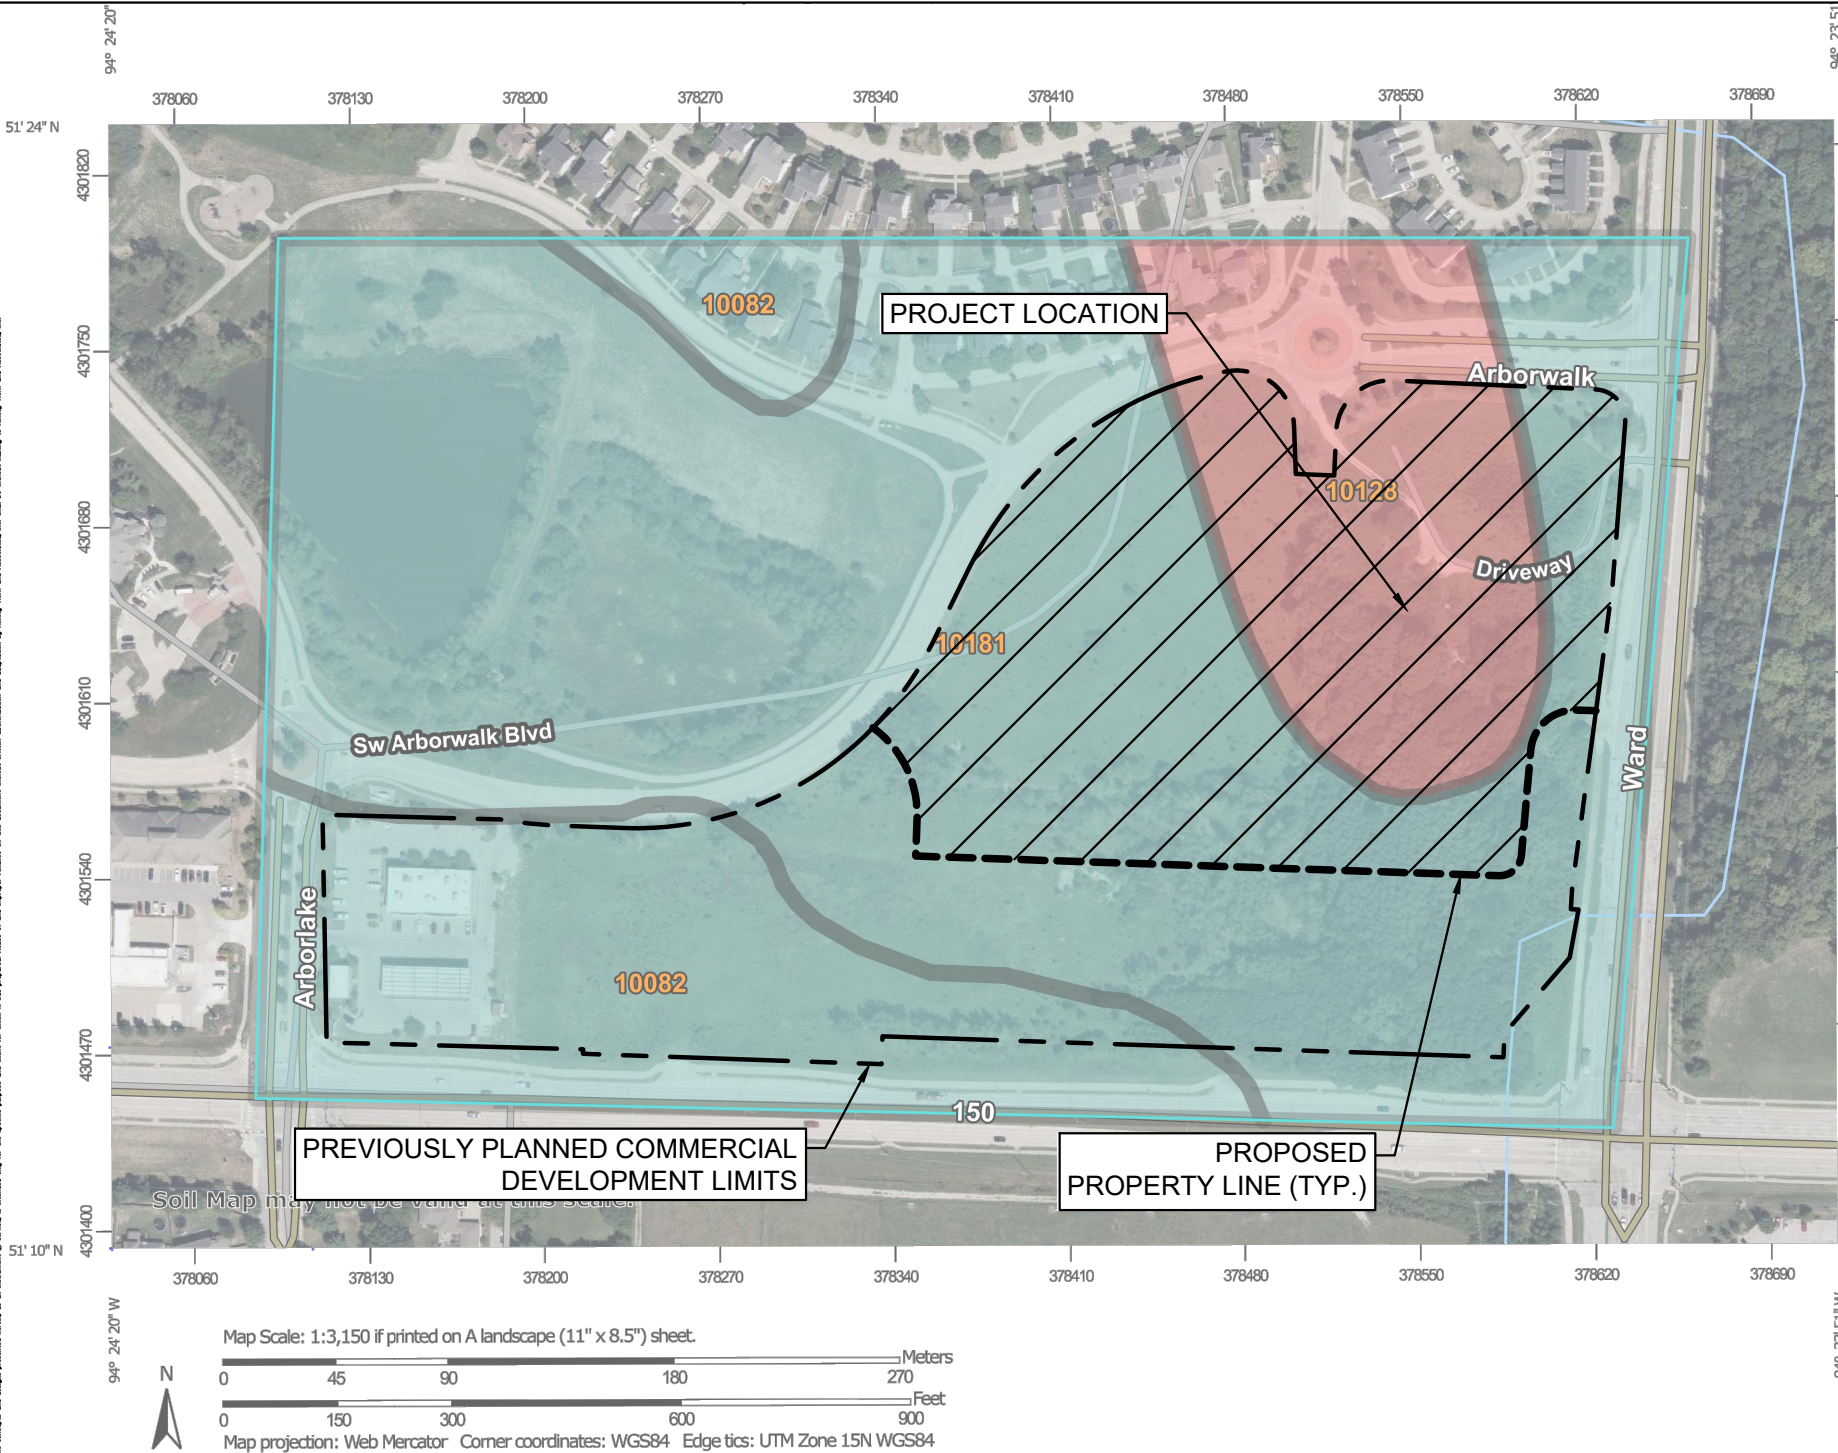 94° 24' 20"
94° 23' 51"
378060 378130 378200 378270 378340 378410 378480 378550 378620 378690
51' 24" N
4301820
4301750
4301680
4301610
4301540
4301470
4301400
10082
PROJECT LOCATION
Arborwalk
10128
Driveway
10181
Sw Arborwalk Blvd
Ward
Arborlake
10082
150
PREVIOUSLY PLANNED COMMERCIAL
DEVELOPMENT LIMITS
PROPOSED
PROPERTY LINE (TYP.)
Soil Map may not be valid at this scale.
51' 10" N
378060 378130 378200 378270 378340 378410 378480 378550 378620 378690
94° 24' 20" W
Map Scale: 1:3,150 if printed on A landscape (11" x 8.5") sheet.
Meters
0 45 90 180 270
Feet
0 150 300 600 900
N
Map projection: Web Mercator Corner coordinates: WGS84 Edge tics: UTM Zone 15N WGS84